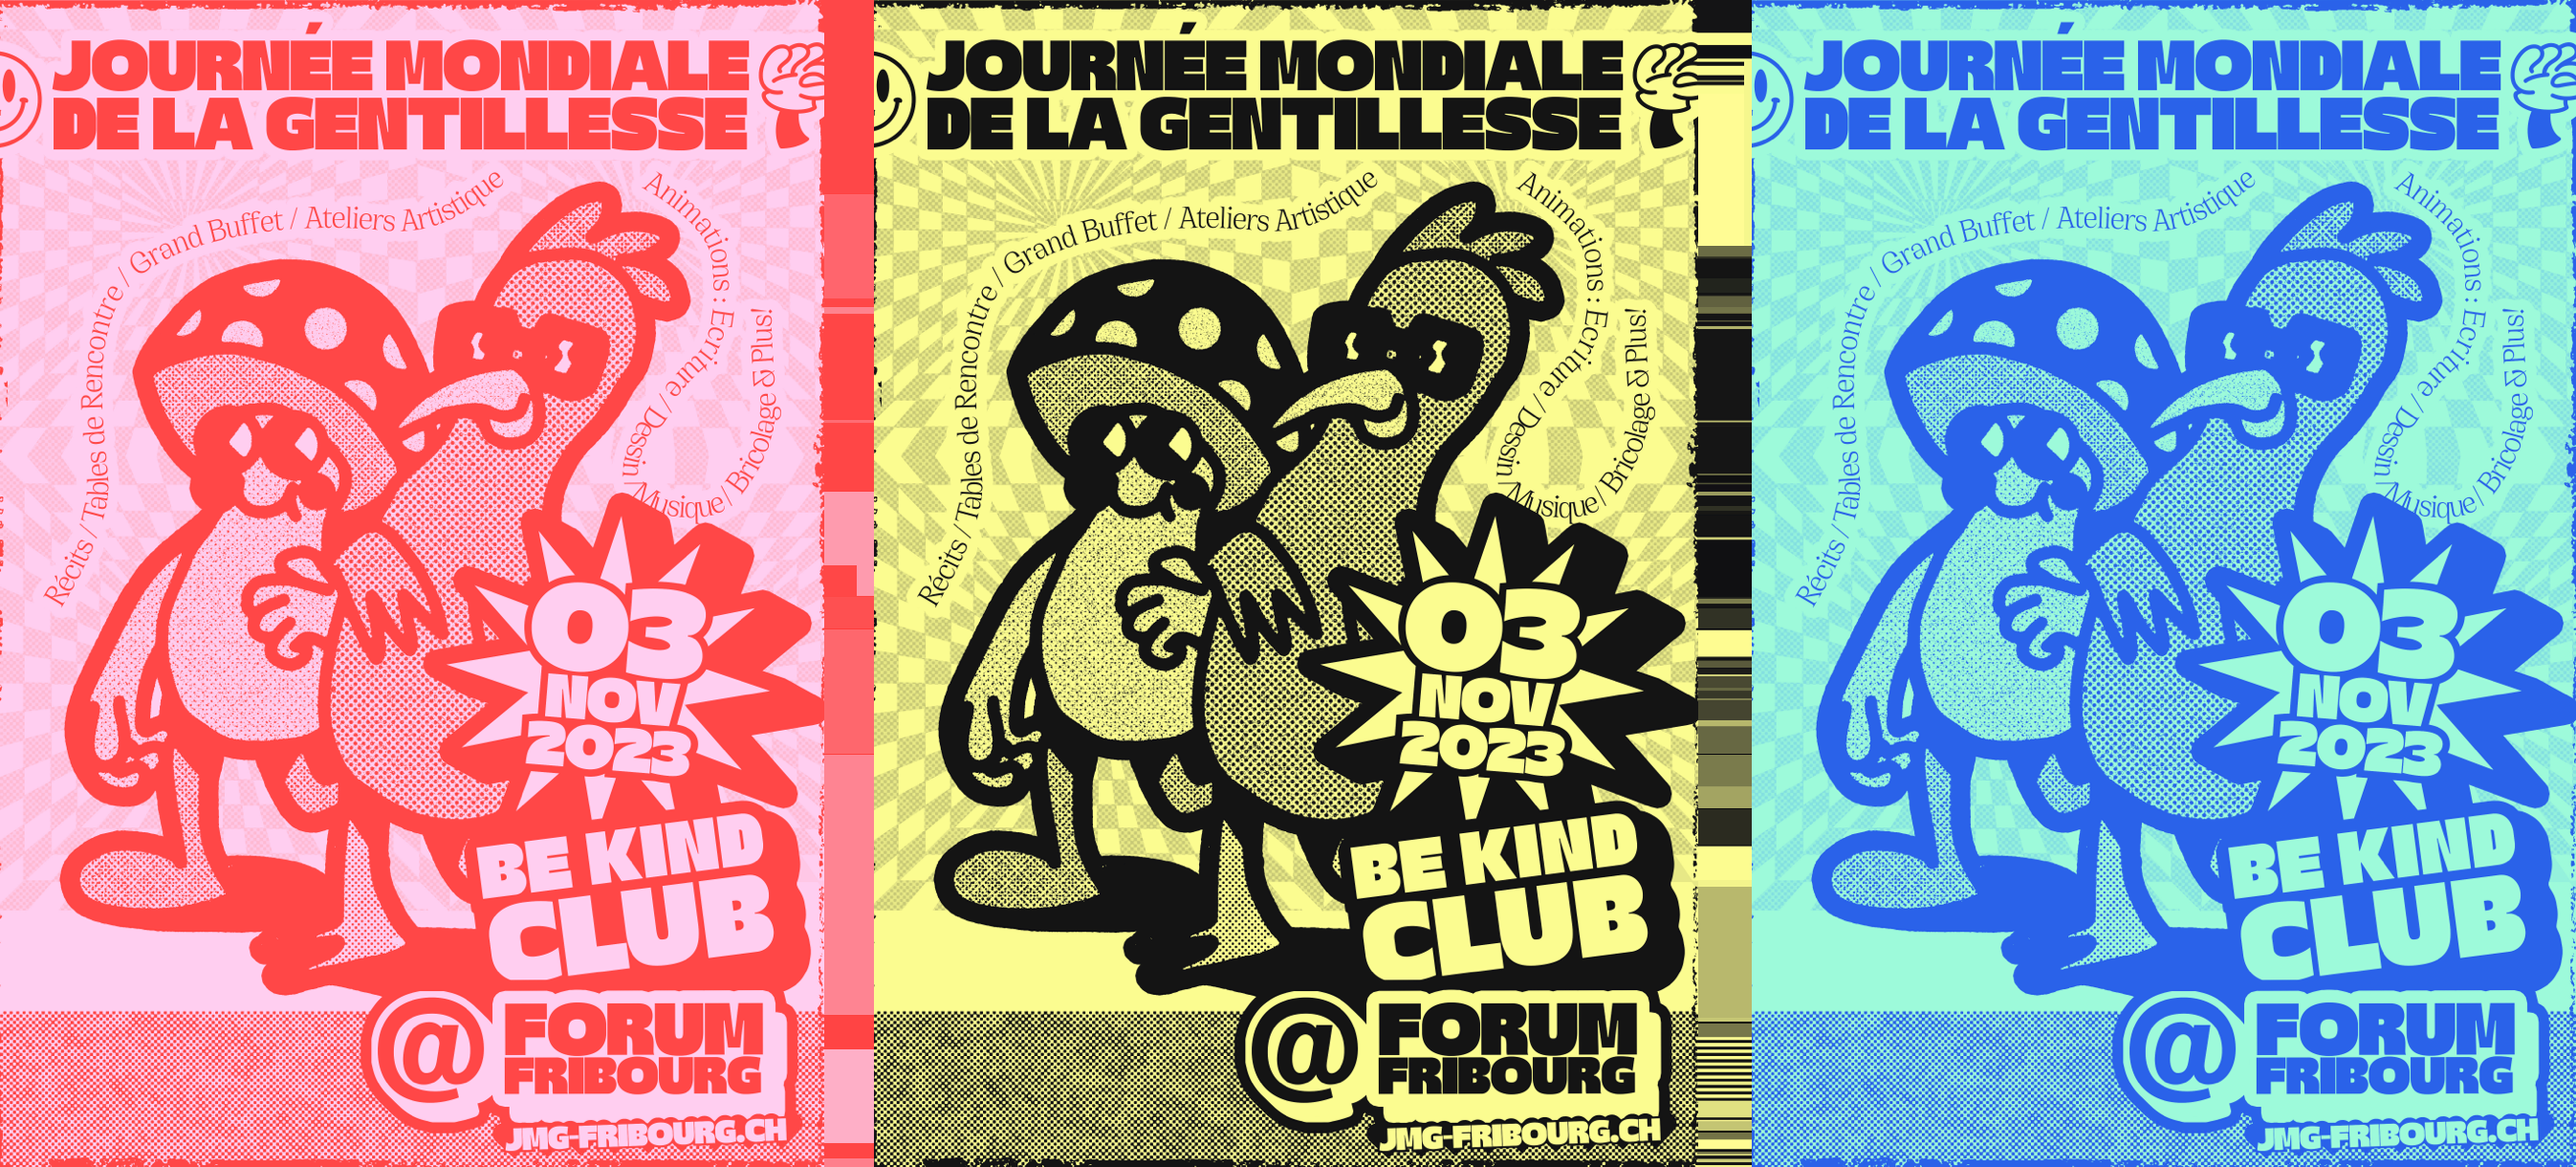 JOURNÉE MONDIALE
DE LA GENTILLESSE
Récits / Tables de Rencontre / Grand Buffet / Ateliers Artistique
Animations : Ecriture / Dessin / Musique / Bricolage & Plus!
03
NOV
2023
BE KIND
CLUB
@ FORUM
FRIBOURG
JMG-FRIBOURG.CH
JOURNÉE MONDIALE
DE LA GENTILLESSE
Récits / Tables de Rencontre / Grand Buffet / Ateliers Artistique
Animations : Ecriture / Dessin / Musique / Bricolage & Plus!
03
NOV
2023
BE KIND
CLUB
@ FORUM
FRIBOURG
JMG-FRIBOURG.CH
JOURNÉE MONDIALE
DE LA GENTILLESSE
Récits / Tables de Rencontre / Grand Buffet / Ateliers Artistique
Animations : Ecriture / Dessin / Musique / Bricolage & Plus!
03
NOV
2023
BE KIND
CLUB
@ FORUM
FRIBOURG
JMG-FRIBOURG.CH